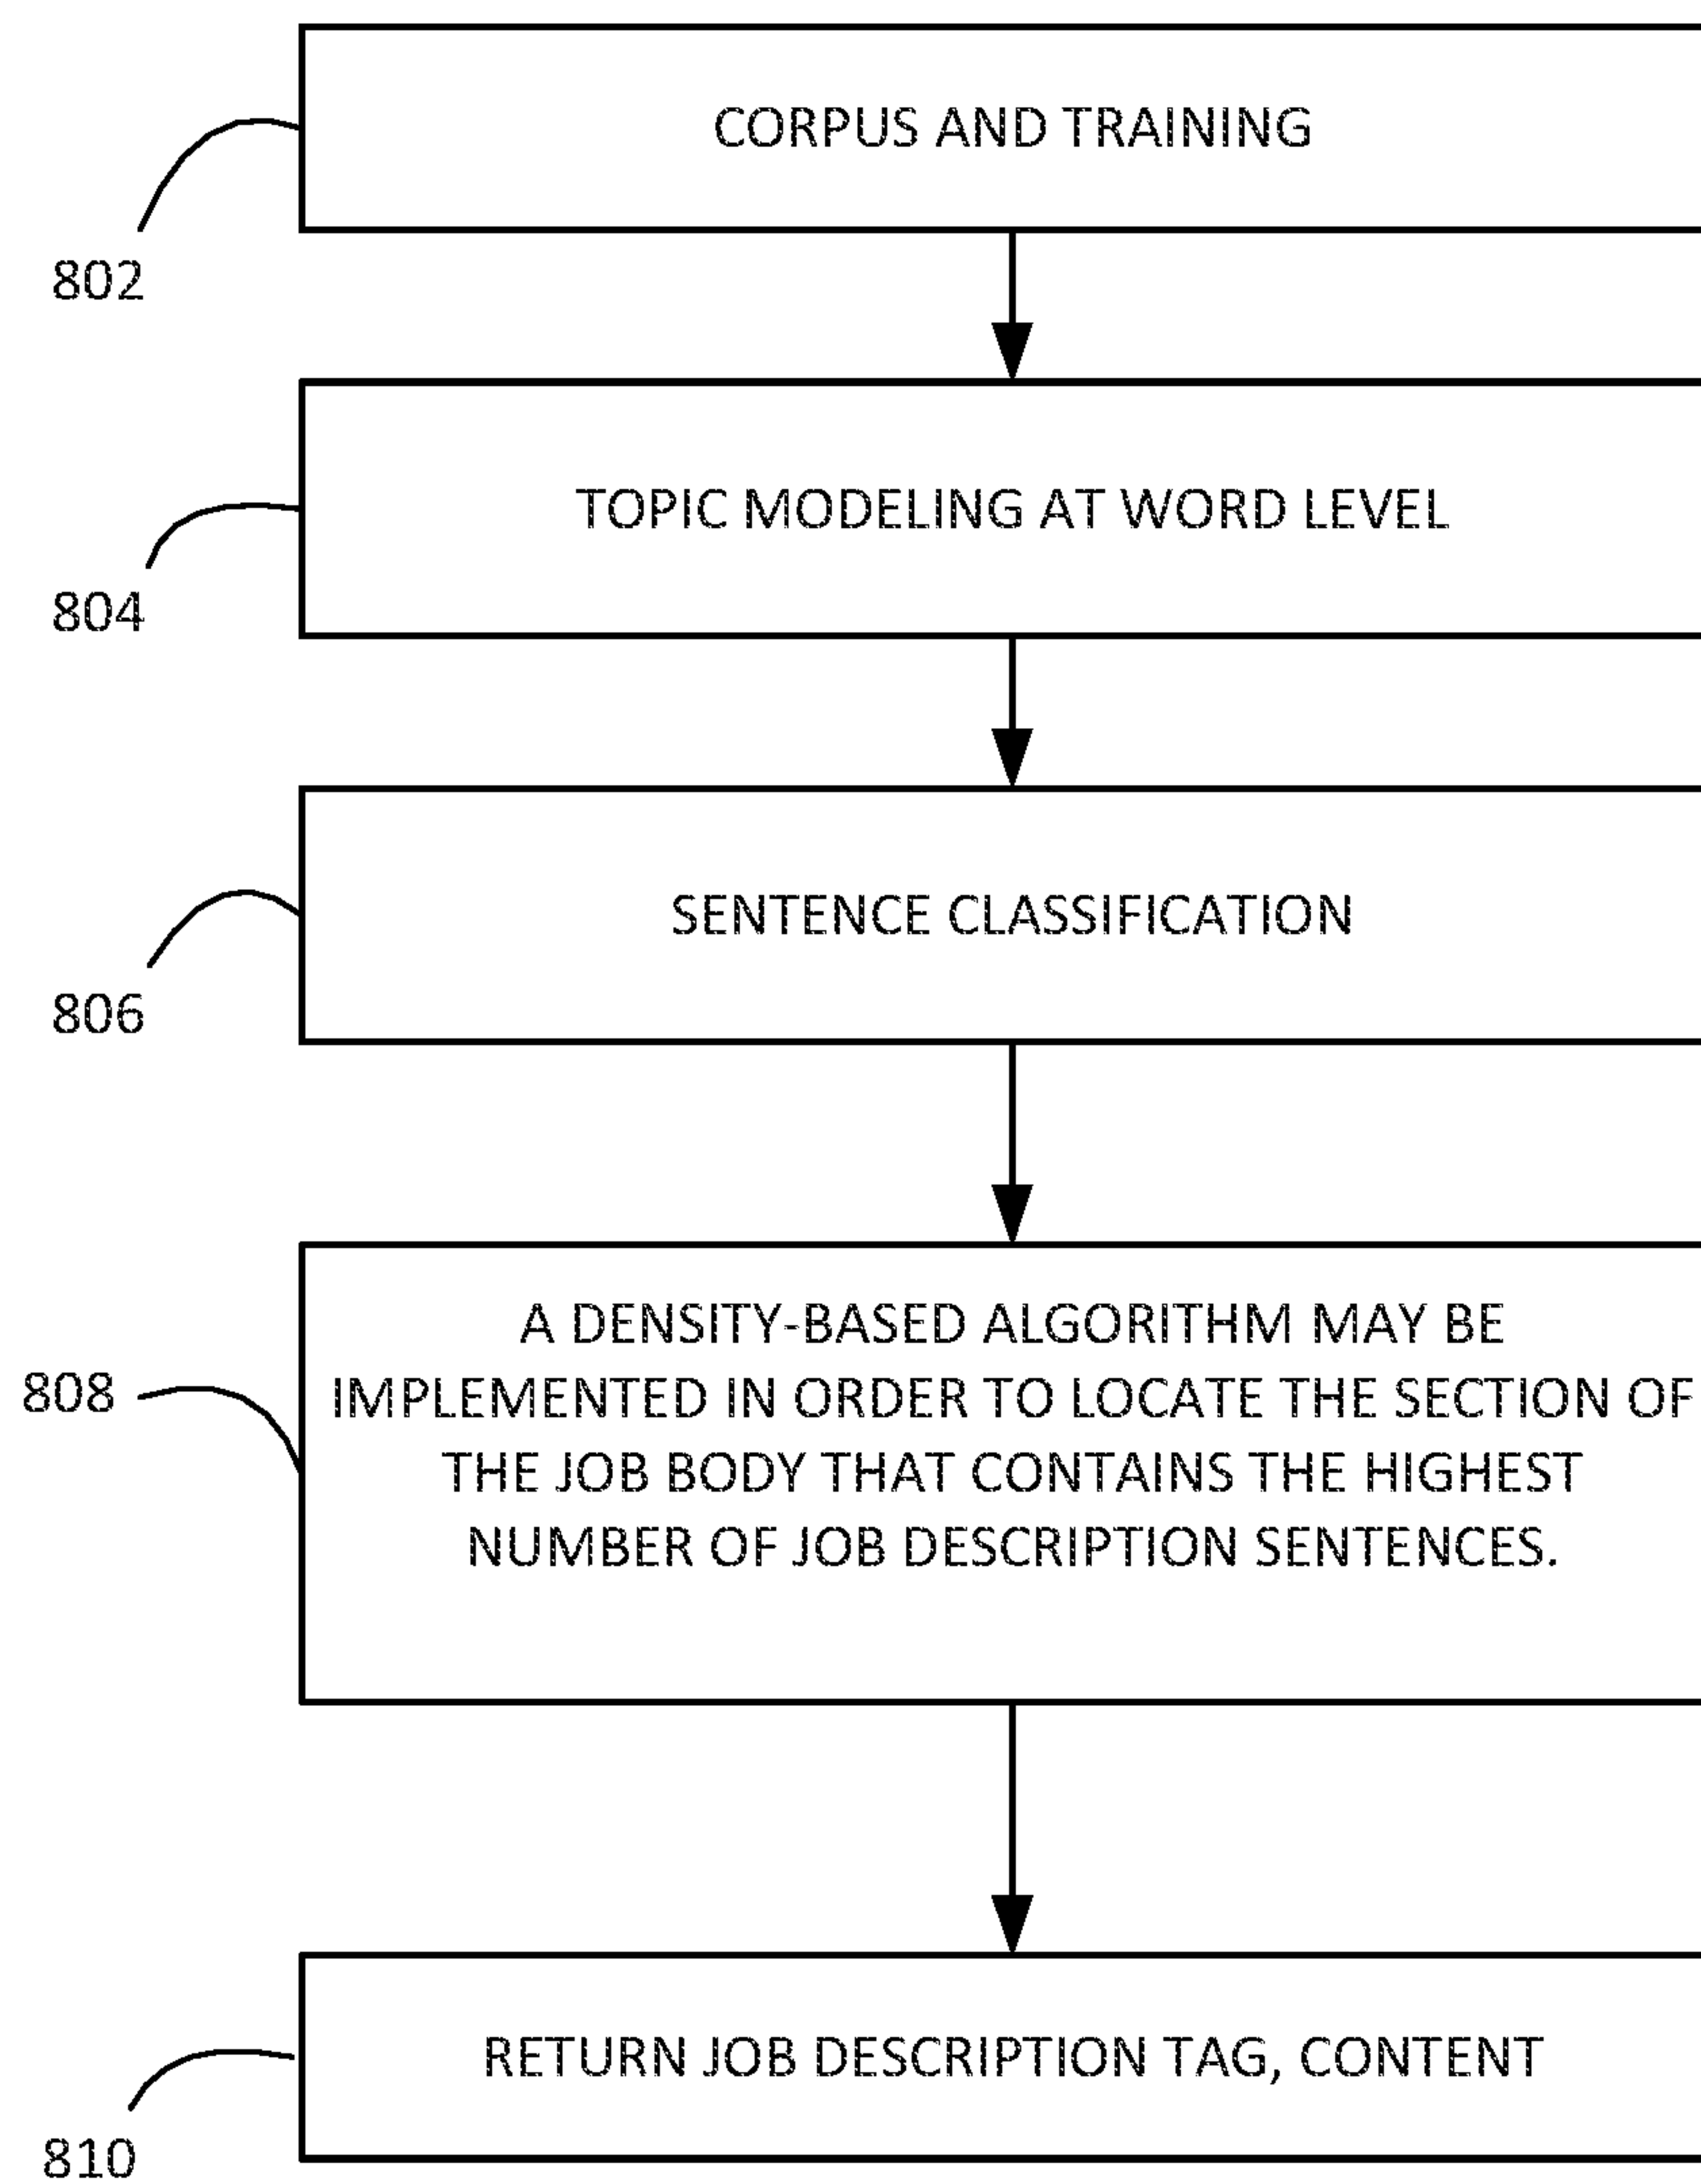 CORPUS AND TRAINING
802
TOPIC MODELING AT WORD LEVEL
804
SENTENCE CLASSIFICATION
806
A DENSITY-BASED ALGORITHM MAY BE
IMPLEMENTED IN ORDER TO LOCATE THE SECTION OF
THE JOB BODY THAT CONTAINS THE HIGHEST
NUMBER OF JOB DESCRIPTION SENTENCES.
808
RETURN JOB DESCRIPTION TAG, CONTENT
810